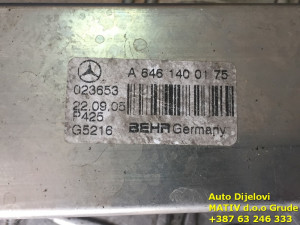 A 646 140 01 75
023653
22.09.05
P425
G5216 BEHR Germany
Auto Dijelovi
MATIV d.o.o Grude
+387 63 246 333